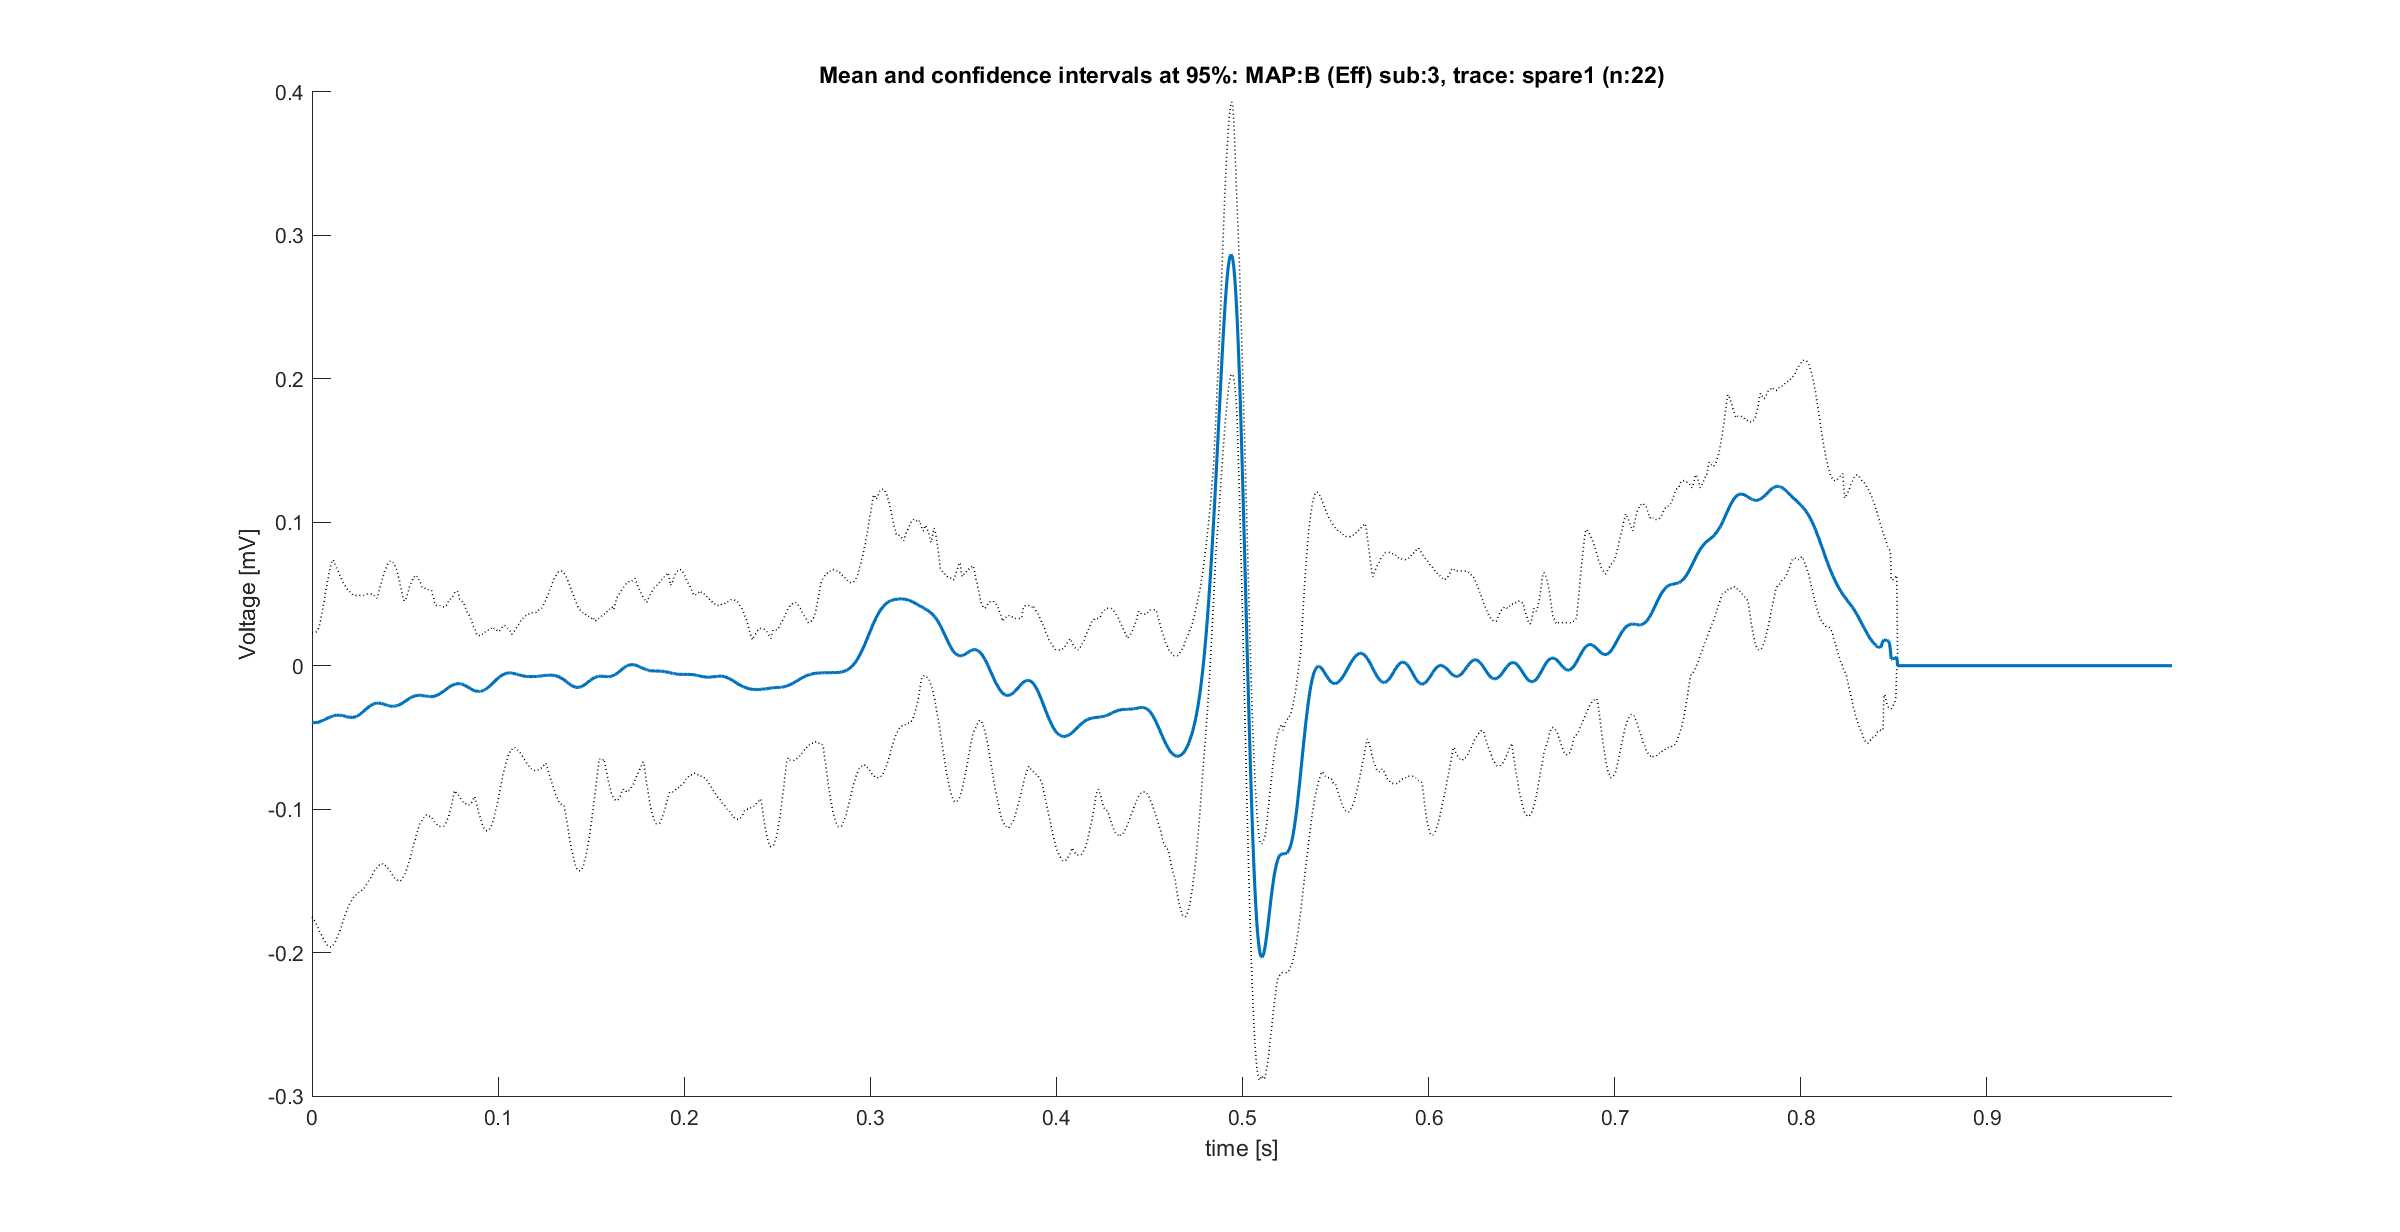 Mean and confidence intervals at 95%: MAP:B (Eff) sub:3, trace: spare1 (n:22)
0.4
0.3
0.2
0.1
0
-0.1
-0.2
-0.3
Voltage [mV]
0 0.1 0.2 0.3 0.4 0.5 0.6 0.7 0.8 0.9
time [s]